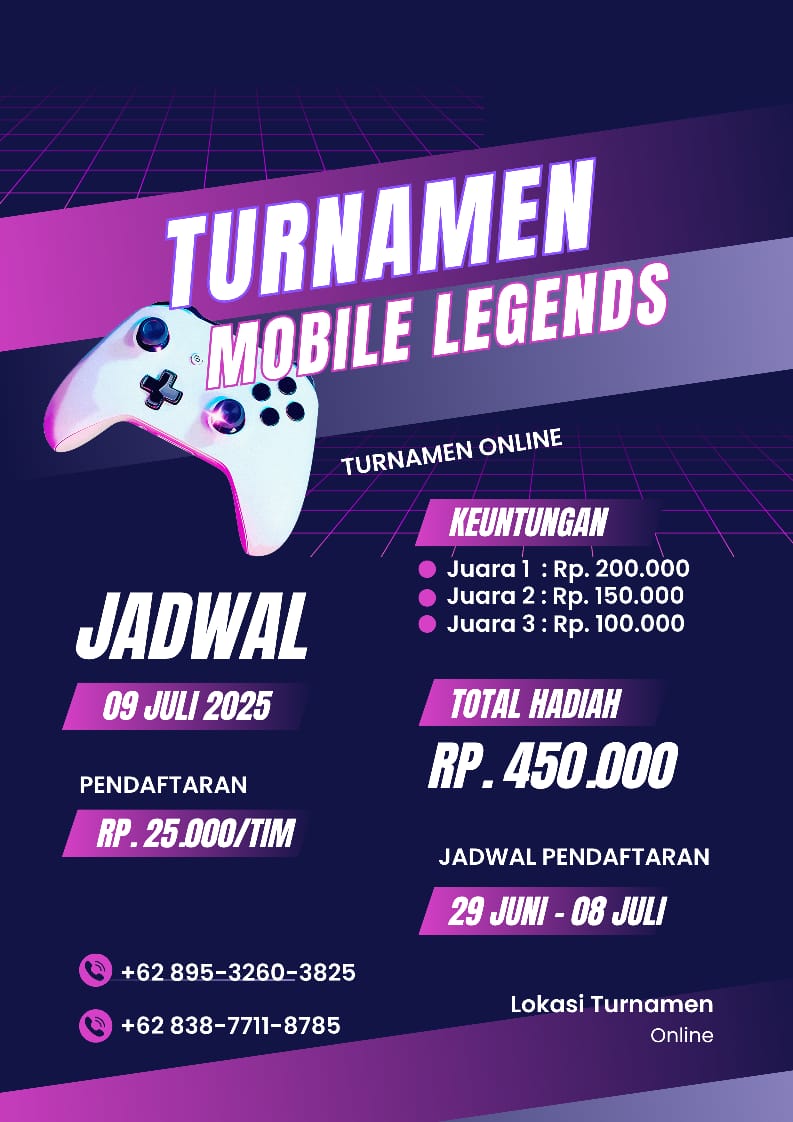 TURNAMEN
MOBILE LEGENDS
TURNAMEN ONLINE
KEUNTUNGAN
Juara 1 : Rp. 200.000
Juara 2 : Rp. 150.000
Juara 3 : Rp. 100.000
JADWAL
09 JULI 2025
PENDAFTARAN
RP. 25.000/TIM
TOTAL HADIAH
RP. 450.000
JADWAL PENDAFTARAN
29 JUNI - 08 JULI
+62 895-3260-3825
+62 838-7711-8785
Lokasi Turnamen
Online